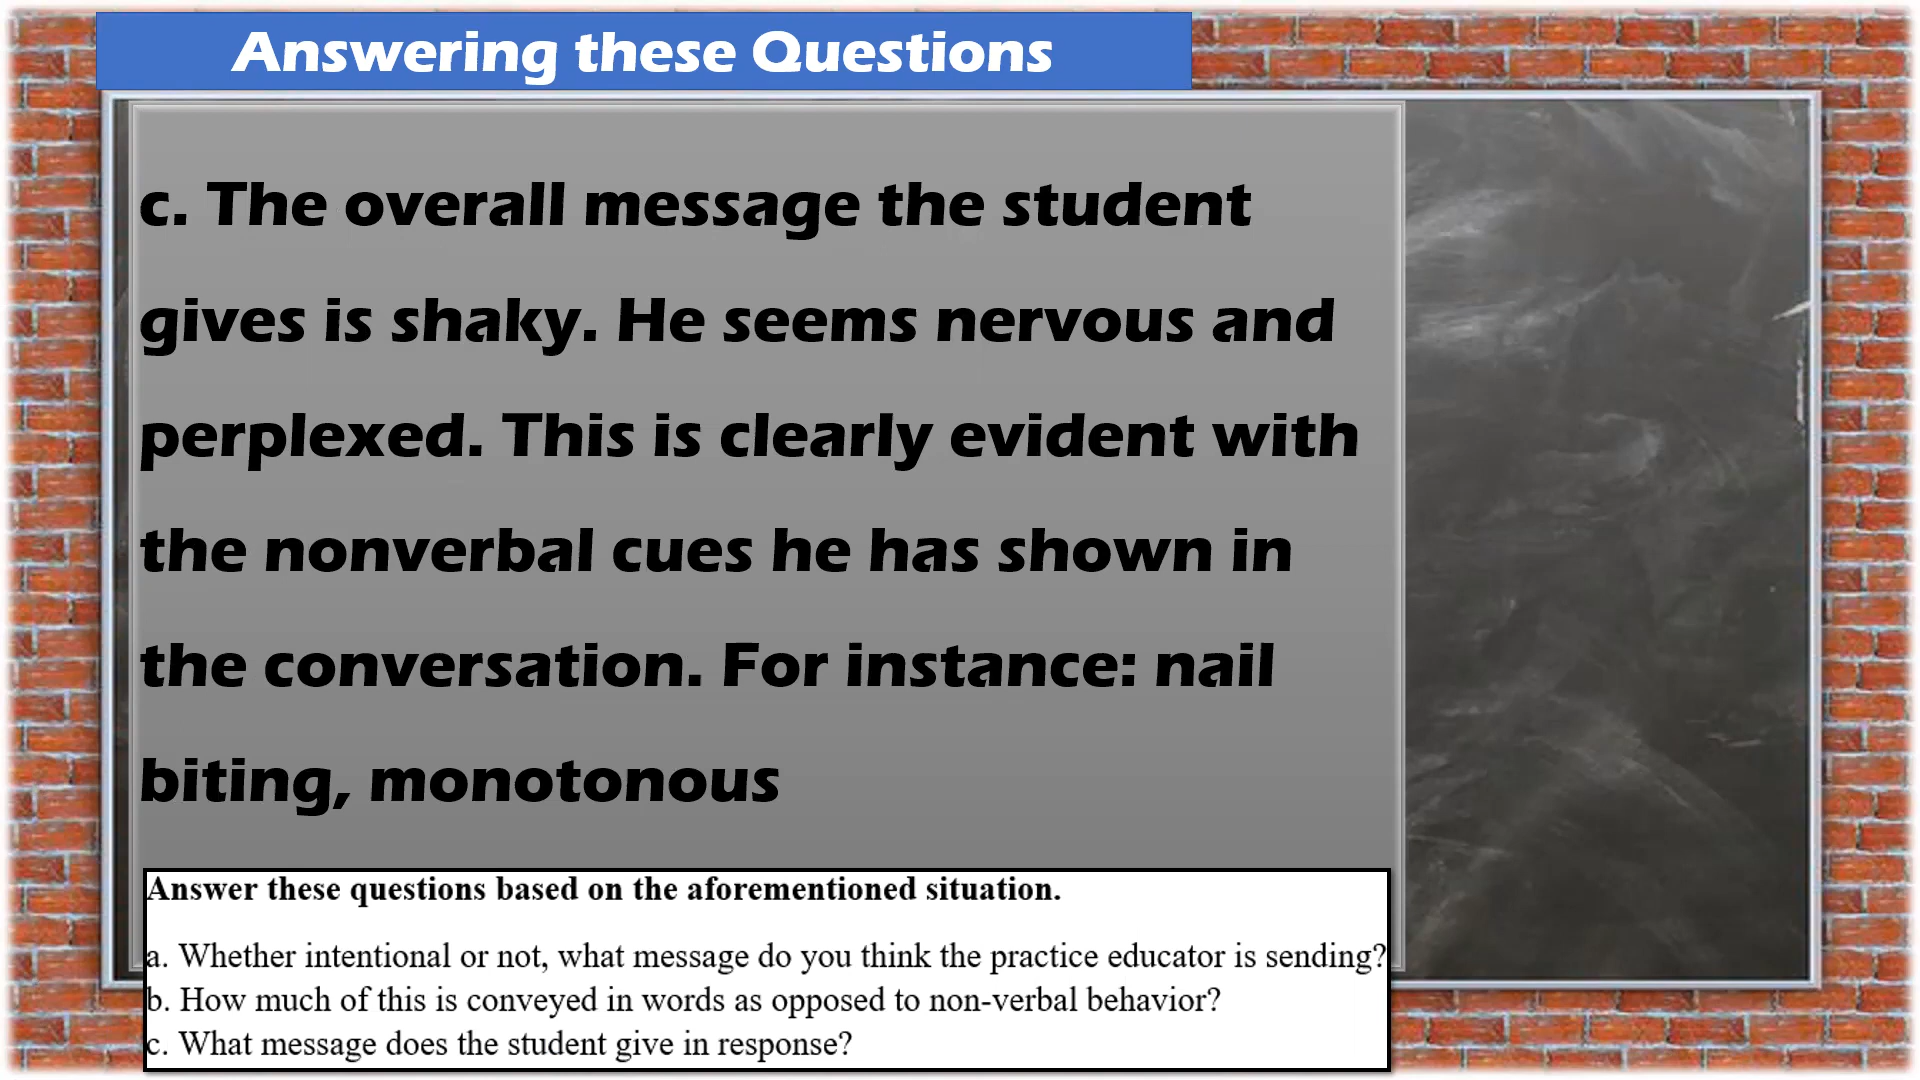 Answering these Questions
c. The overall message the student
gives is shaky. He seems nervous and
perplexed. This is clearly evident with
the nonverbal cues he has shown in
the conversation. For instance: nail
biting, monotonous
Answer these questions based on the aforementioned situation.
a. Whether intentional or not, what message do you think the practice educator is sending?
b. How much of this is conveyed in words as opposed to non-verbal behavior?
c. What message does the student give in response?